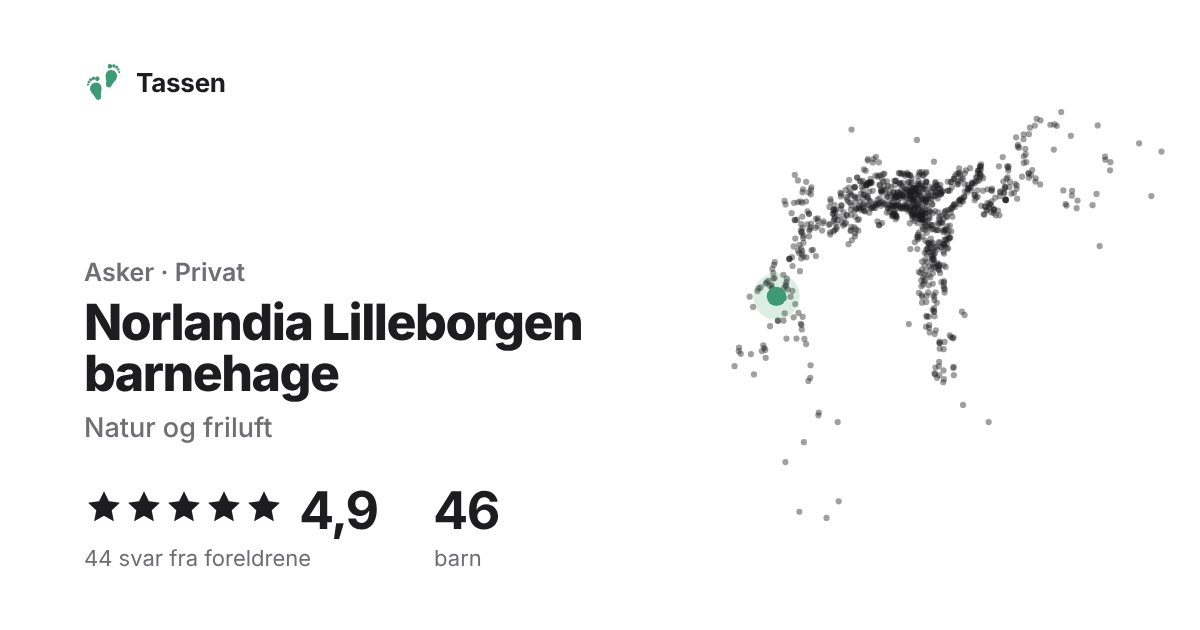 Tassen
Asker · Privat
Norlandia Lilleborgen
barnehage
Natur og friluft
4,9
44 svar fra foreldrene
46
barn